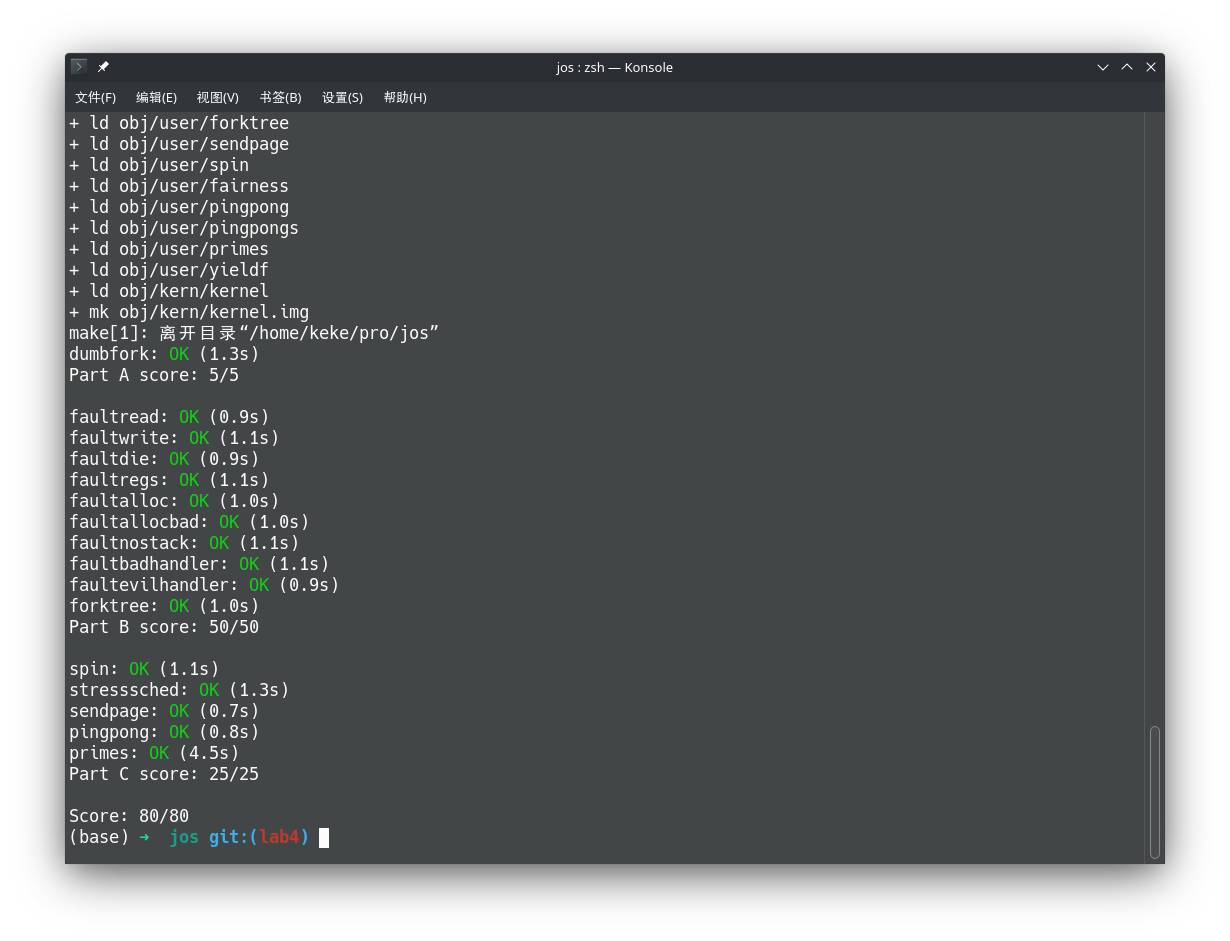 jos : zsh — Konsole
文件(F) 编辑(E) 视图(V) 书签(B) 设置(S) 帮助(H)
+ ld obj/user/forktree
+ ld obj/user/sendpage
+ ld obj/user/spin
+ ld obj/user/fairness
+ ld obj/user/pingpong
+ ld obj/user/pingpongs
+ ld obj/user/primes
+ ld obj/user/yieldf
+ ld obj/kern/kernel
+ mk obj/kern/kernel.img
make[1]: 离开目录“/home/keke/pro/jos”
dumbfork: OK (1.3s)
Part A score: 5/5
faultread: OK (0.9s)
faultwrite: OK (1.1s)
faultdie: OK (0.9s)
faultregs: OK (1.1s)
faultalloc: OK (1.0s)
faultallocbad: OK (1.0s)
faultnostack: OK (1.1s)
faultbadhandler: OK (1.1s)
faultevilhandler: OK (0.9s)
forktree: OK (1.0s)
Part B score: 50/50
spin: OK (1.1s)
stresssched: OK (1.3s)
sendpage: OK (0.7s)
pingpong: OK (0.8s)
primes: OK (4.5s)
Part C score: 25/25
Score: 80/80
(base) ➜ jos git:(lab4)